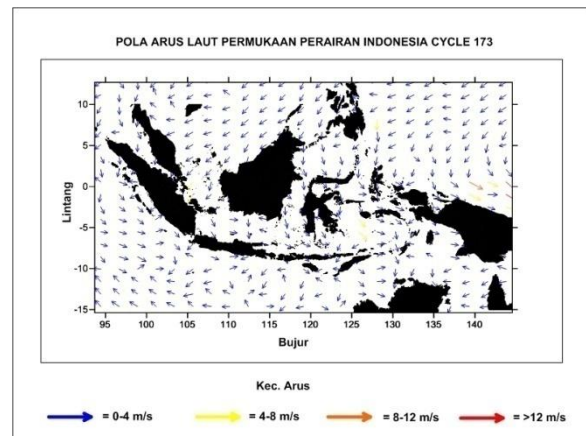 POLA ARUS LAUT PERMUKAAN PERAIRAN INDONESIA CYCLE 173
10
5
0
-5
-10
-15
Lintang
95 100 105 110 115 120 125 130 135 140
Bujur
Kec. Arus
= 0-4 m/s = 4-8 m/s = 8-12 m/s = >12 m/s